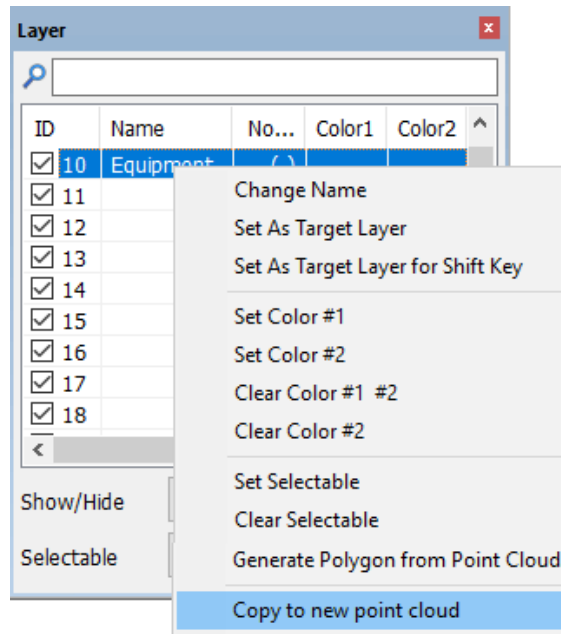 Layer
ID Name No... Color1 Color2
10 Equipment ( )
11
12
13
14
15
16
17
18
Show/Hide
Selectable
Change Name
Set As Target Layer
Set As Target Layer for Shift Key
Set Color #1
Set Color #2
Clear Color #1 #2
Clear Color #2
Set Selectable
Clear Selectable
Generate Polygon from Point Cloud
Copy to new point cloud